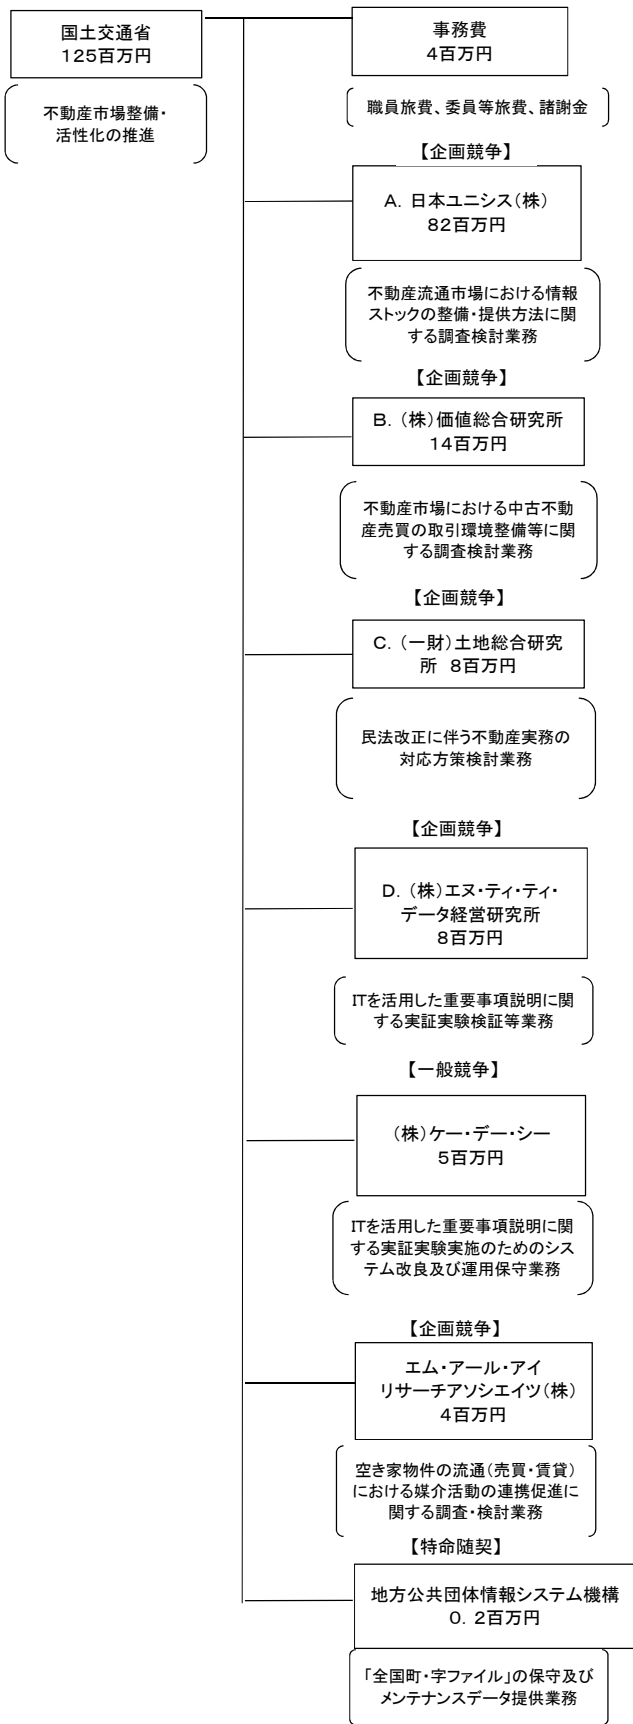 国土交通省
125百万円
不動産市場整備・
活性化の推進
事務費
4百万円
職員旅費、委員等旅費、諸謝金
【企画競争】
A. 日本ユニシス(株)
82百万円
不動産流通市場における情報
ストックの整備・提供方法に関
する調査検討業務
【企画競争】
B. (株)価値総合研究所
14百万円
不動産市場における中古不動
産売買の取引環境整備等に関
する調査検討業務
【企画競争】
C. (一財)土地総合研究
所 8百万円
民法改正に伴う不動産実務の
対応方策検討業務
【企画競争】
D. (株)エヌ・ティ・ティ・
データ経営研究所
8百万円
ITを活用した重要事項説明に関
する実証実験検証等業務
【一般競争】
(株)ケー・デー・シー
5百万円
ITを活用した重要事項説明に関
する実証実験実施のためのシス
テム改良及び運用保守業務
【企画競争】
エム・アール・アイ
リサーチアソシエイツ(株)
4百万円
空き家物件の流通(売買・賃貸)
における媒介活動の連携促進に
関する調査・検討業務
【特命随契】
地方公共団体情報システム機構
0. 2百万円
「全国町・字ファイル」の保守及び
メンテナンスデータ提供業務